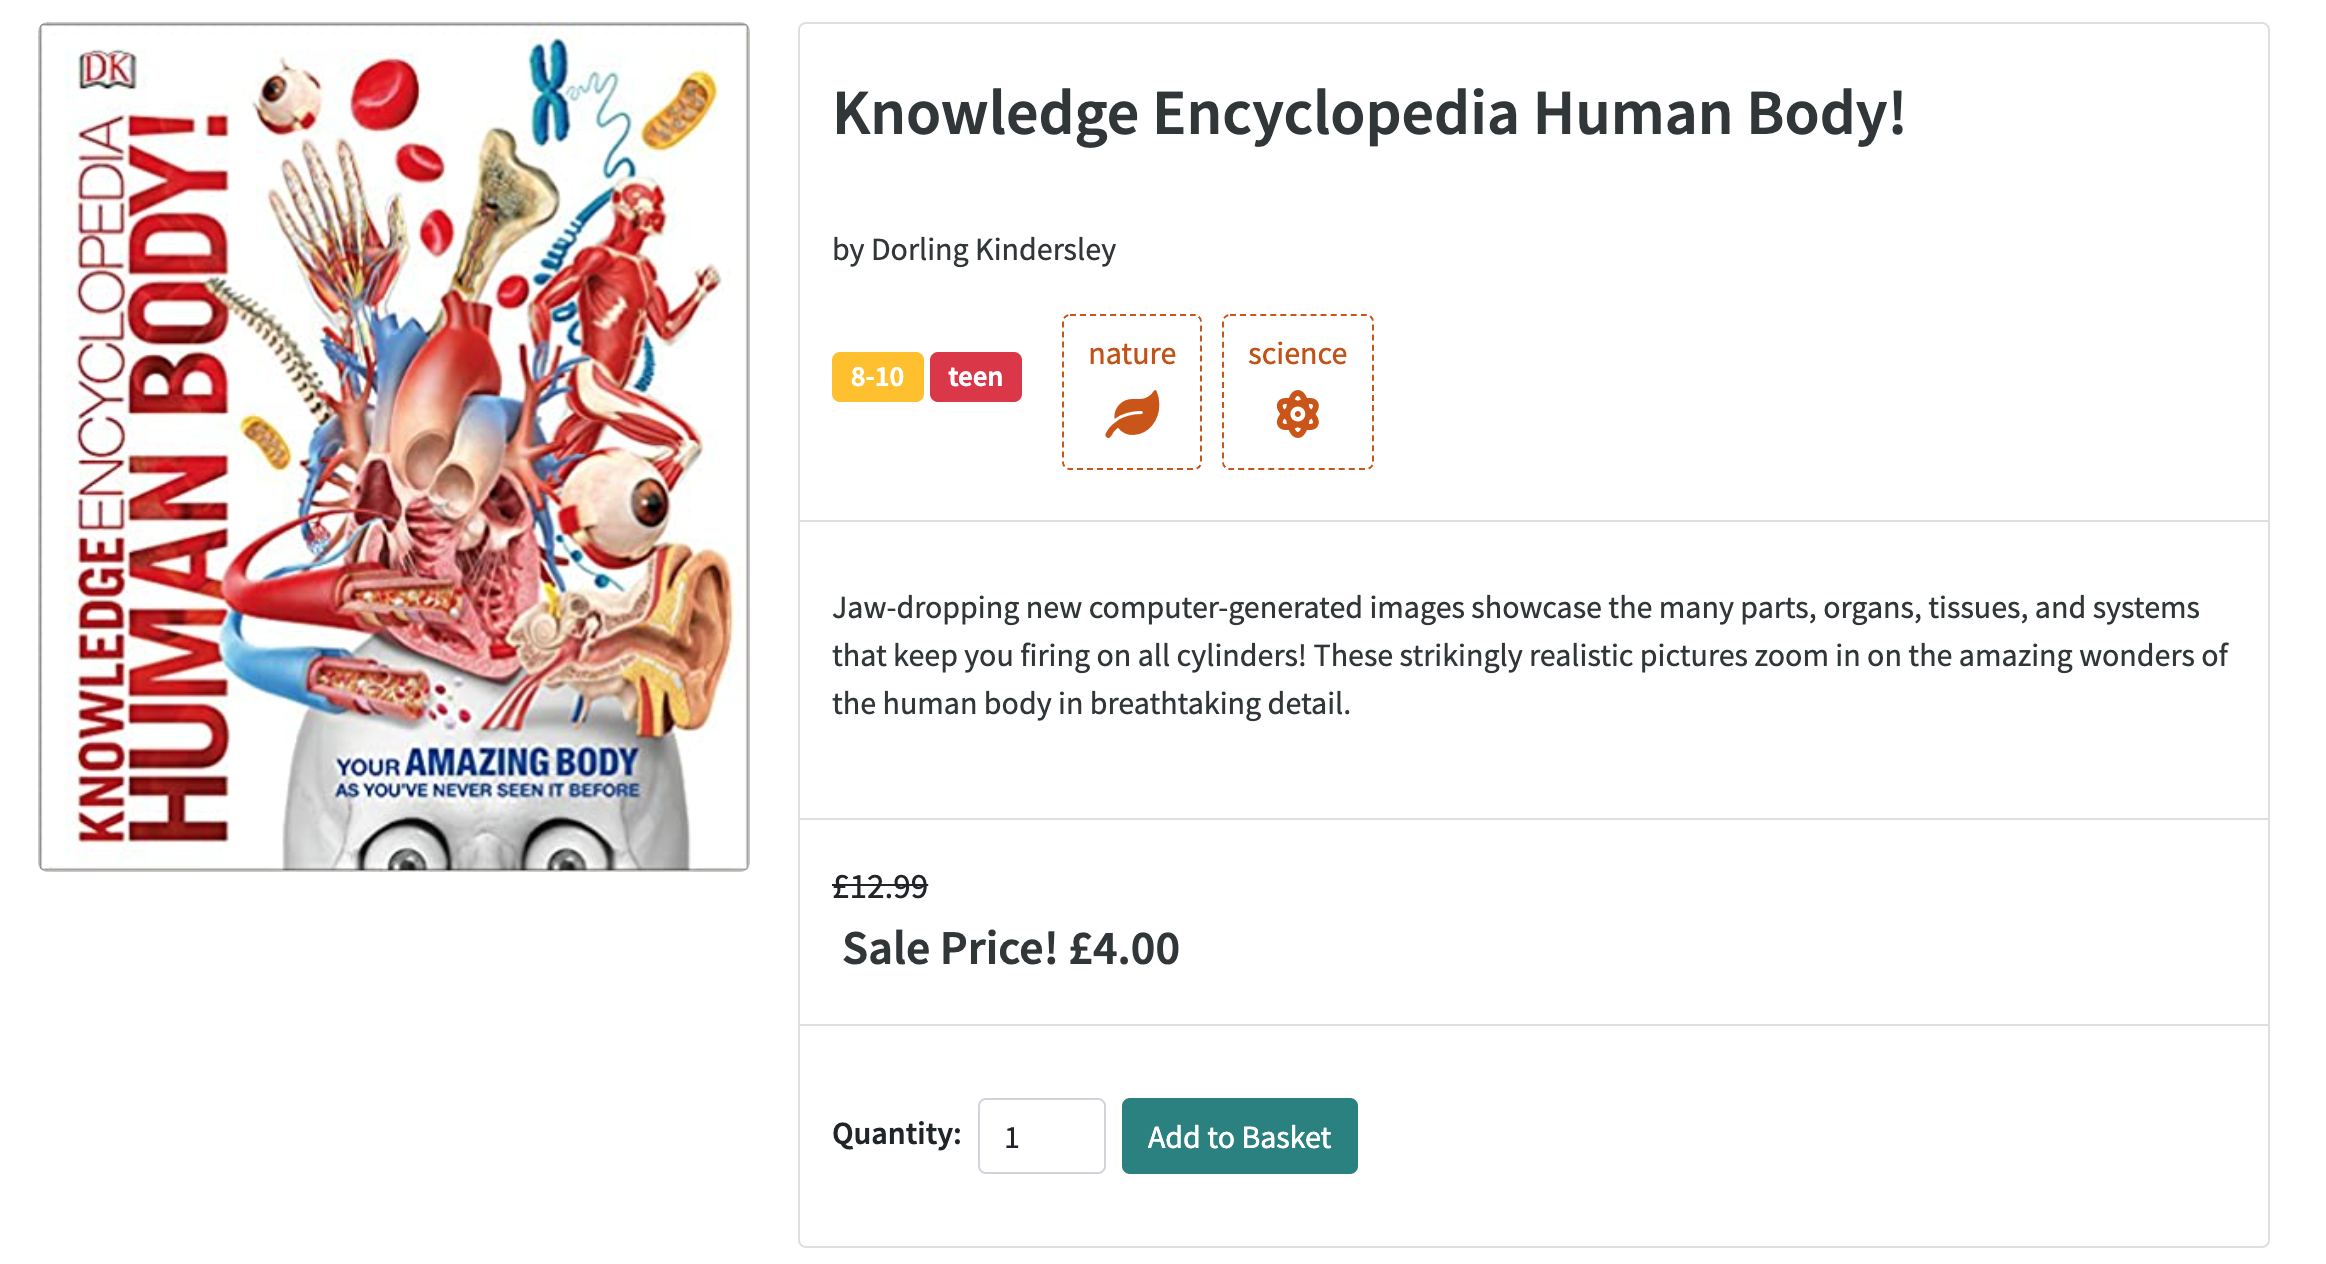 DK
KNOWLEDGE ENCYCLOPEDIA
HUMAN BODY!
YOUR AMAZING BODY
AS YOU'VE NEVER SEEN IT BEFORE
Knowledge Encyclopedia Human Body!
by Dorling Kindersley
8-10 teen
nature science
Jaw-dropping new computer-generated images showcase the many parts, organs, tissues, and systems
that keep you firing on all cylinders! These strikingly realistic pictures zoom in on the amazing wonders of
the human body in breathtaking detail.
£12.99
Sale Price! £4.00
Quantity: 1 Add to Basket